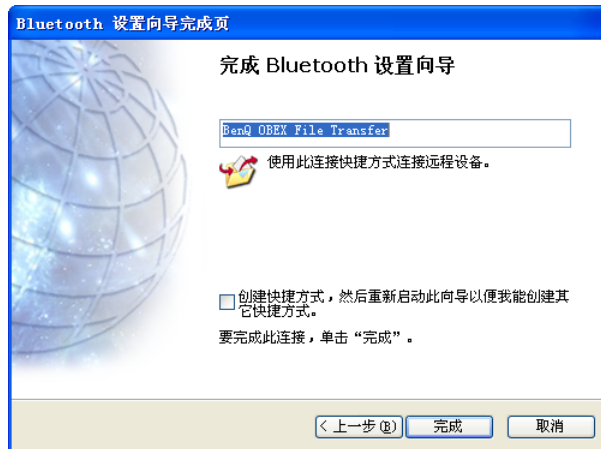 Bluetooth 设置向导完成页
完成 Bluetooth 设置向导
BenQ OBEX File Transfer
使用此连接快捷方式连接远程设备。
创建快捷方式，然后重新启动此向导以便我能创建其
它快捷方式。
要完成此连接，单击“完成”。
< 上一步(B) 完成 取消